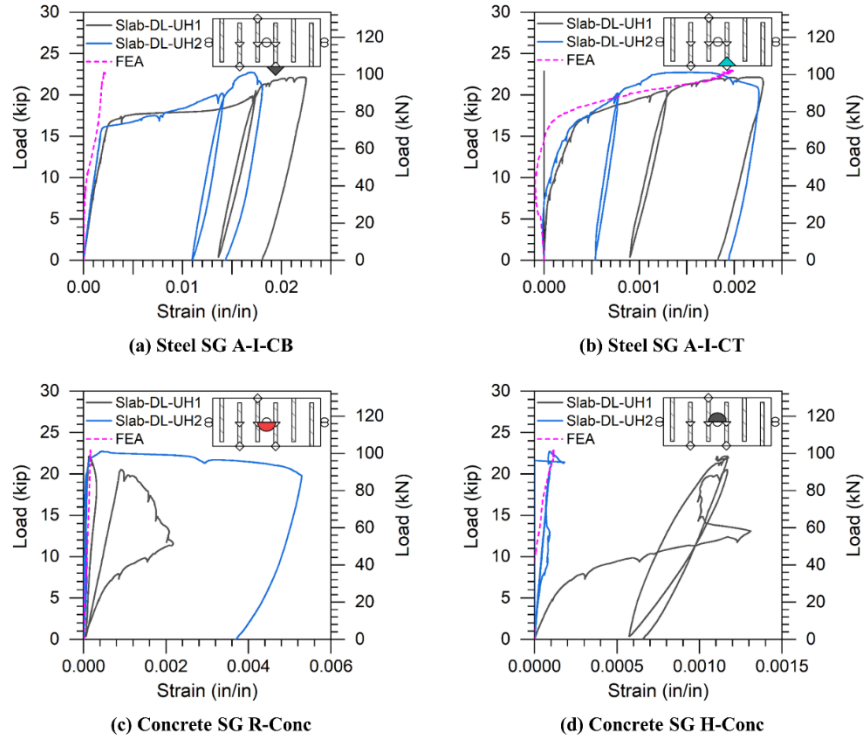 Slab-DL-UH1
Slab-DL-UH2
FEA
Load (kip)
30
25
20
15
10
5
0
Load (kN)
120
100
80
60
40
20
0
0.00
0.01
0.02
Strain (in/in)
(a) Steel SG A-I-CB
Slab-DL-UH1
Slab-DL-UH2
FEA
Load (kip)
30
25
20
15
10
5
0
Load (kN)
120
100
80
60
40
20
0
0.000
0.001
0.002
Strain (in/in)
(b) Steel SG A-I-CT
Slab-DL-UH1
Slab-DL-UH2
FEA
Load (kip)
30
25
20
15
10
5
0
Load (kN)
120
100
80
60
40
20
0
0.000
0.002
0.004
0.006
Strain (in/in)
(c) Concrete SG R-Conc
Slab-DL-UH1
Slab-DL-UH2
FEA
Load (kip)
30
25
20
15
10
5
0
Load (kN)
120
100
80
60
40
20
0
0.0000
0.0005
0.0010
0.0015
Strain (in/in)
(d) Concrete SG H-Conc